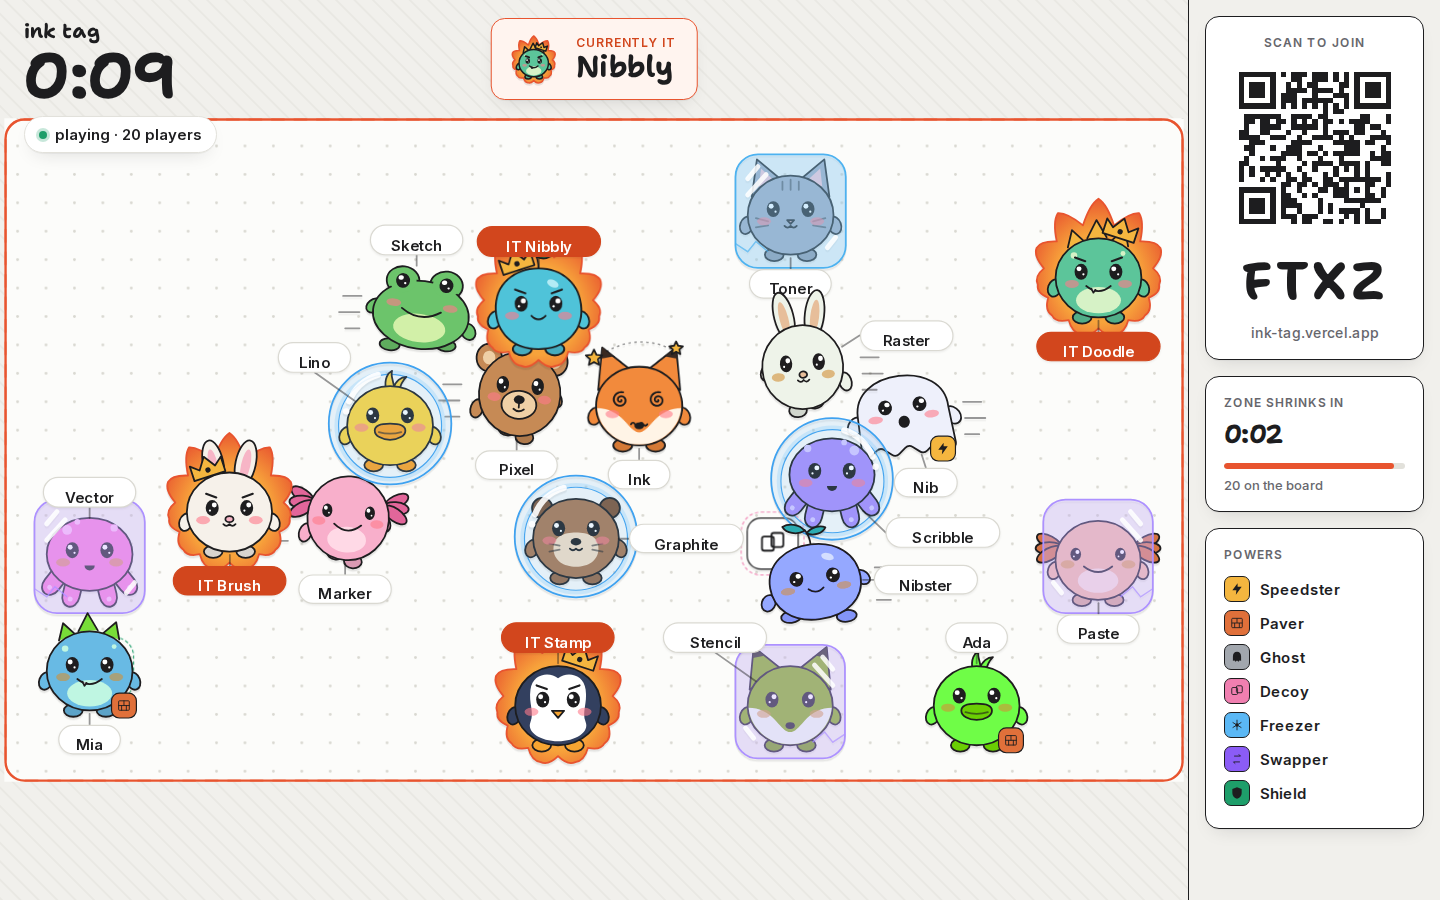 ink tag
0:09
CURRENTLY IT
Nibbly
playing · 20 players
Sketch
IT Nibbly
Toner
Raster
IT Doodle
Lino
Pixel
Ink
Nib
Vector
Graphite
Scribble
IT Brush
Marker
Nibster
IT Stamp
Stencil
Ada
Paste
Mia
SCAN TO JOIN
FTXZ
ink-tag.vercel.app
ZONE SHRINKS IN
0:02
20 on the board
POWERS
Speedster
Paver
Ghost
Decoy
Freezer
Swapper
Shield